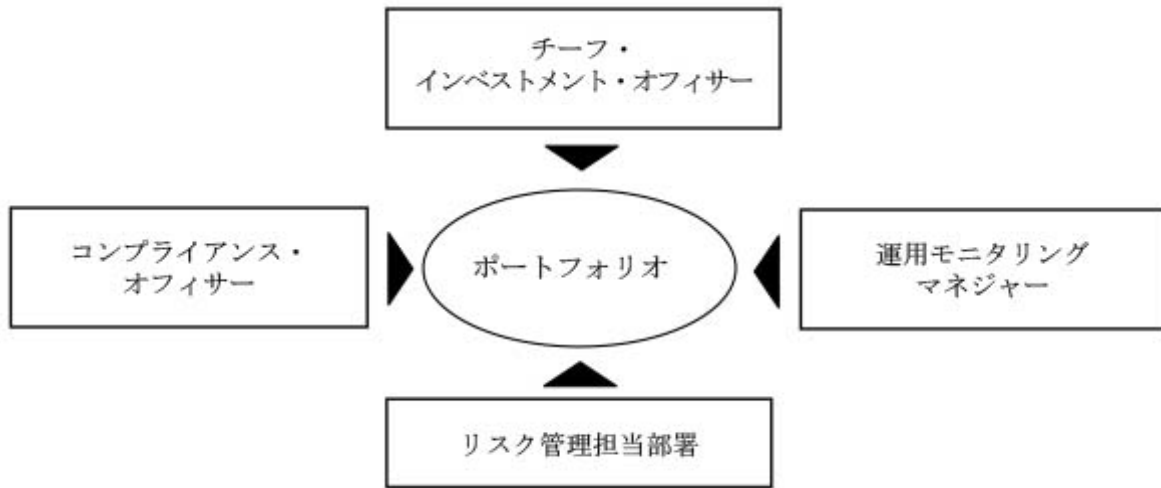 チーフ・
インベストメント・オフィサー
コンプライアンス・
オフィサー
ポートフォリオ
運用モニタリング
マネジャー
リスク管理担当部署